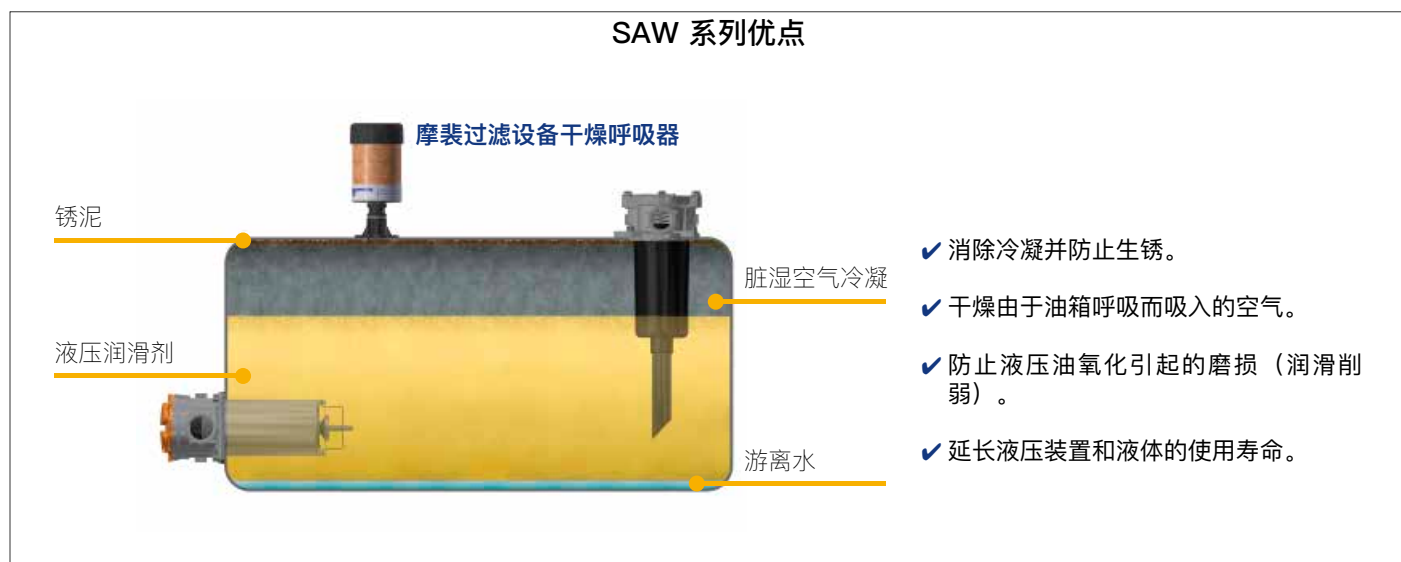 SAW 系列优点
摩裴过滤设备干燥呼吸器
锈泥
脏湿空气冷凝
液压润滑剂
游离水
✔ 消除冷凝并防止生锈。
✔ 干燥由于油箱呼吸而吸入的空气。
✔ 防止液压油氧化引起的磨损（润滑削
弱）。
✔ 延长液压装置和液体的使用寿命。